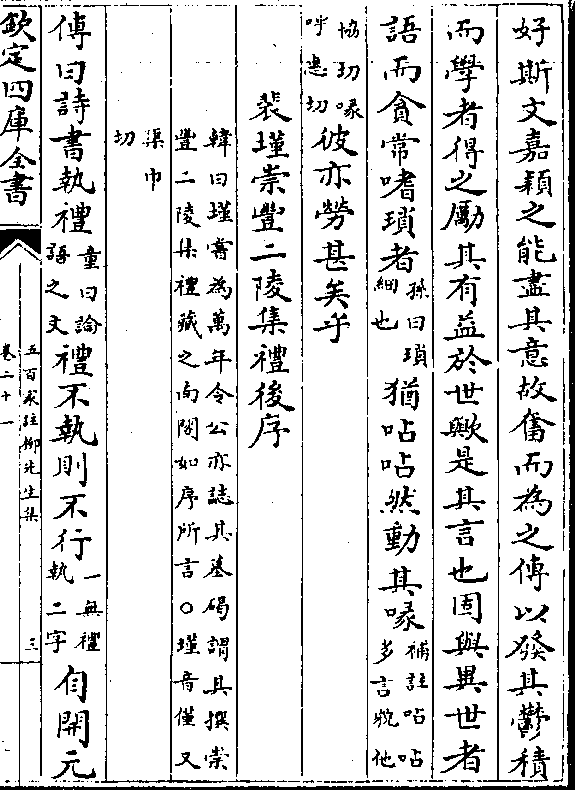 好斯文嘉穎之能盡其意故奮而為之傳以發其鬱積
而學者得之勵其有益於世歟是其言也固與異世者
語而貪常嗜瑣者
孫曰瑣
細也
猶呫呫然動其喙
補註呫呫
多言貌他
協切喙
呼惠切
彼亦勞甚矣乎
裴墐崇豐二陵集禮後序
韓曰墐嘗為萬年令公亦誌其墓碣謂其撰崇
豐二陵集禮藏之南閣如序所言○墐音僅又
渠巾
切
傳曰詩書執禮
童曰論
語之文
禮不執則不行
一無禮
執二字
自開元
欽定四庫全書
五百家註柳先生集
卷二十一
三